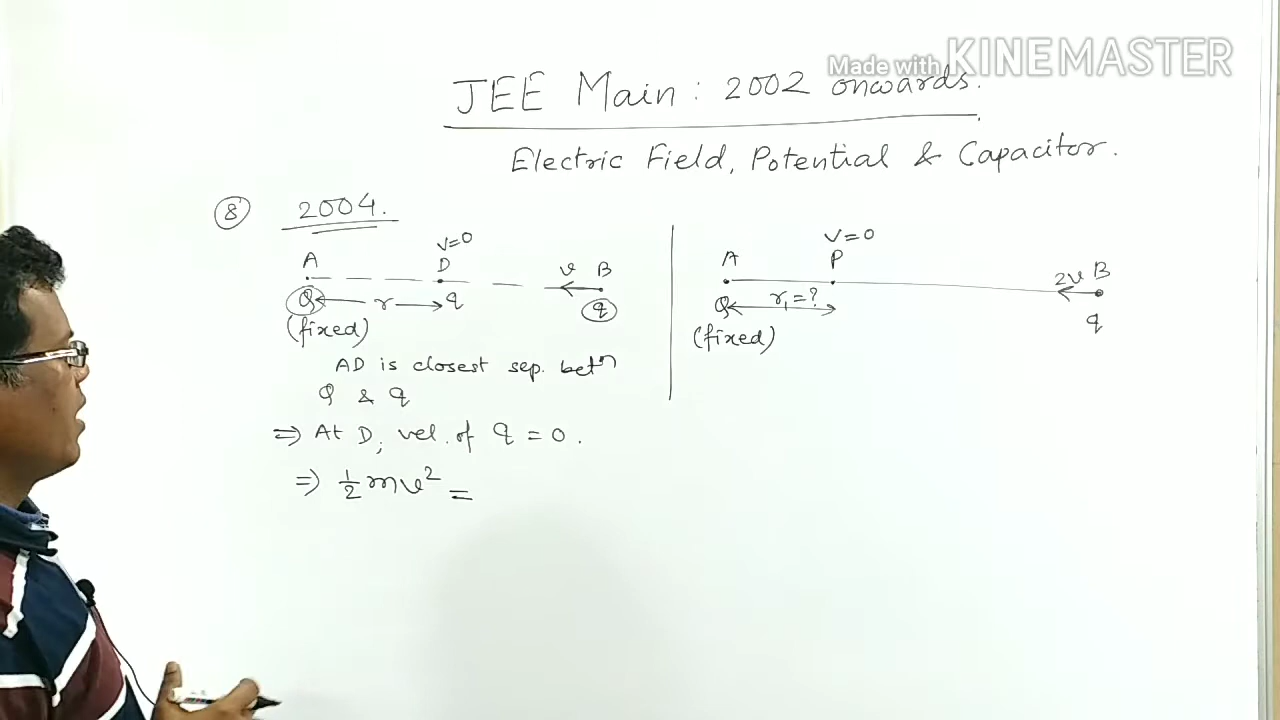 Made with KINEMASTER
JEE Main: 2002 onwards.
Electric Field, Potential & Capacitor.
⑧ 2004.
A D v=0 v B
Q r q q
(fixed)
AD is closest sep. betⁿ
Q & q
⇒ At D, vel. of q = 0.
⇒ ½mv² =
A P v=0 2v B
Q r₁=? q
(fixed)